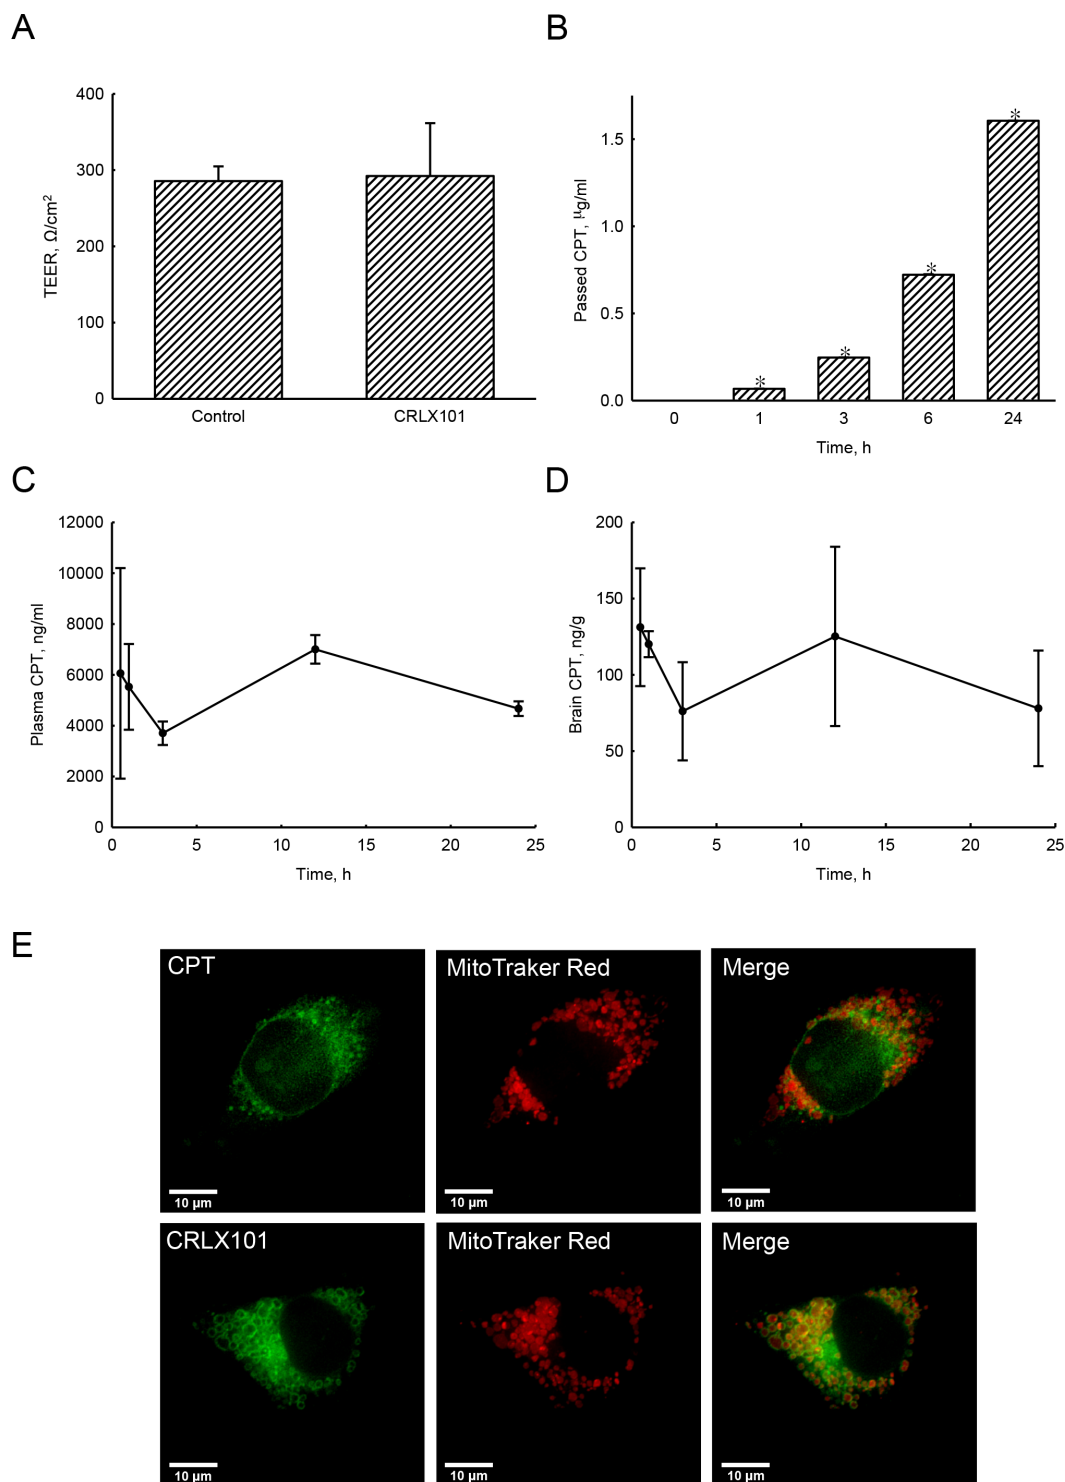 A
B
400
300
200
100
0
TEER, Ω/cm²
Control
CRLX101
1.5
1.0
0.5
0.0
Passed CPT, µg/ml
*
*
*
*
0
1
3
6
24
Time, h
C
D
12000
10000
8000
6000
4000
2000
0
Plasma CPT, ng/ml
0
5
10
15
20
25
Time, h
200
150
100
50
0
Brain CPT, ng/g
0
5
10
15
20
25
Time, h
E
CPT
10 µm
MitoTraker Red
10 µm
Merge
10 µm
CRLX101
10 µm
MitoTraker Red
10 µm
Merge
10 µm